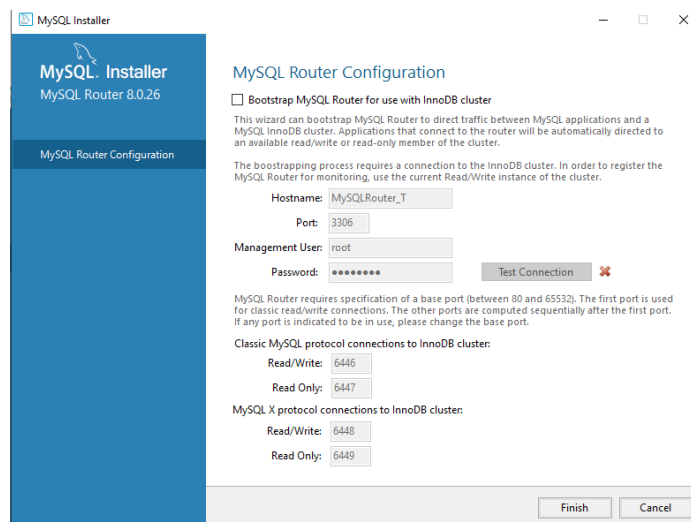 MySQL Installer
MySQL. Installer
MySQL Router 8.0.26
MySQL Router Configuration
MySQL Router Configuration
Bootstrap MySQL Router for use with InnoDB cluster
This wizard can bootstrap MySQL Router to direct traffic between MySQL applications and a
MySQL InnoDB cluster. Applications that connect to the router will be automatically directed to
an available read/write or read-only member of the cluster.
The boostrapping process requires a connection to the InnoDB cluster. In order to register the
MySQL Router for monitoring, use the current Read/Write instance of the cluster.
Hostname: MySQLRouter_T
Port: 3306
Management User: root
Password: ●●●●●●●● Test Connection
MySQL Router requires specification of a base port (between 80 and 65532). The first port is used
for classic read/write connections. The other ports are computed sequentially after the first port.
If any port is indicated to be in use, please change the base port.
Classic MySQL protocol connections to InnoDB cluster:
Read/Write: 6446
Read Only: 6447
MySQL X protocol connections to InnoDB cluster:
Read/Write: 6448
Read Only: 6449
Finish Cancel